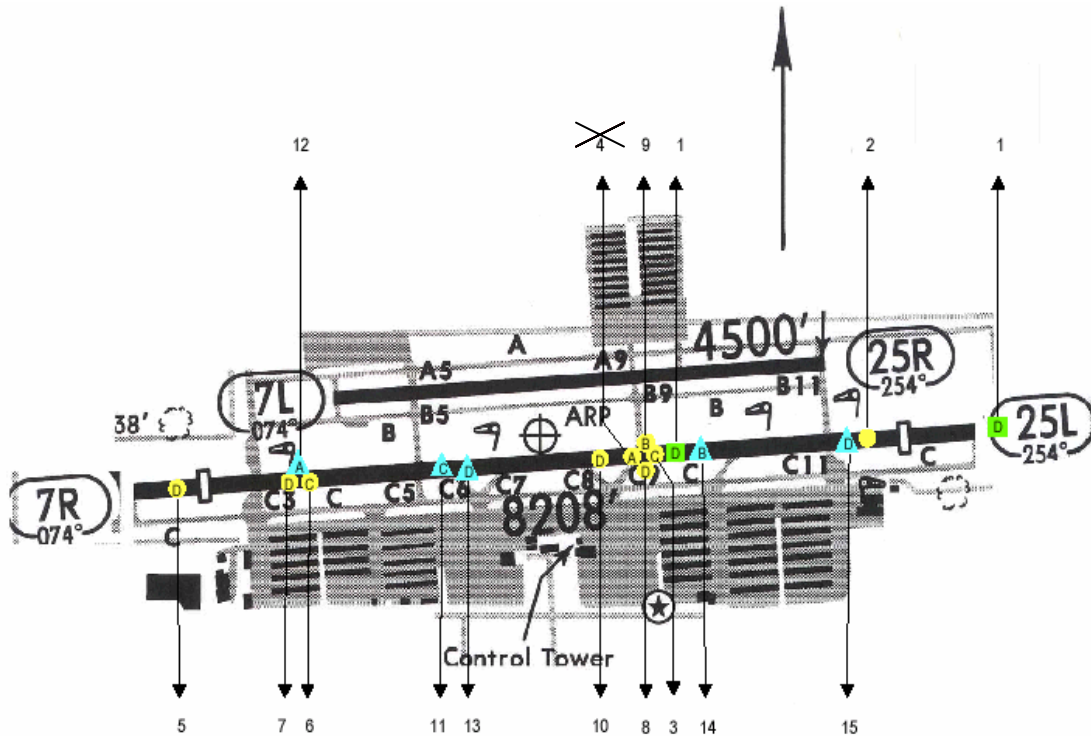 12 4 9 1 2 1
4500'
A
A5 A9
25R
254°
7L
074°
B5 B9 B B11
38' B ARP
25L
254°
D
D A B D C11 C
A C D D A C D B D
C3 C C5 C6 C7 C8 C9 C
7R
074°
C
8208'
Control Tower
5 7 6 11 13 10 8 3 14 15